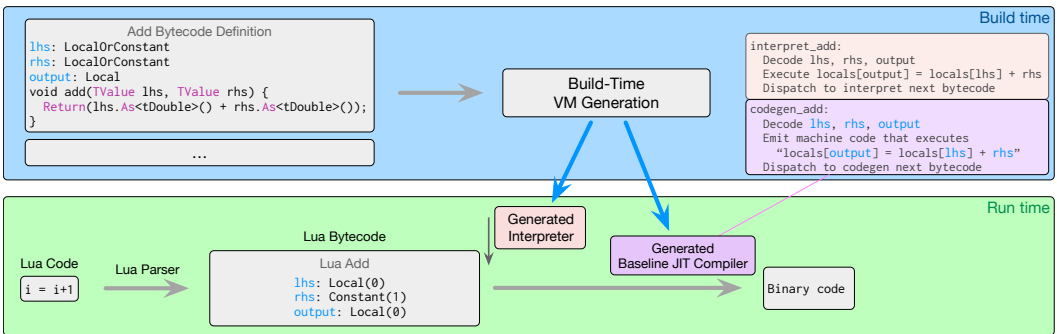 Build time
Add Bytecode Definition
lhs: LocalOrConstant
rhs: LocalOrConstant
output: Local
void add(TValue lhs, TValue rhs) {
Return(lhs.As<tDouble>() + rhs.As<tDouble>());
}
...
Build-Time
VM Generation
interpret_add:
Decode lhs, rhs, output
Execute locals[output] = locals[lhs] + rhs
Dispatch to interpret next bytecode
codegen_add:
Decode lhs, rhs, output
Emit machine code that executes
“locals[output] = locals[lhs] + rhs”
Dispatch to codegen next bytecode
Run time
Generated
Interpreter
Generated
Baseline JIT Compiler
Lua Code
i = i+1
Lua Parser
Lua Bytecode
Lua Add
lhs: Local(0)
rhs: Constant(1)
output: Local(0)
Binary code